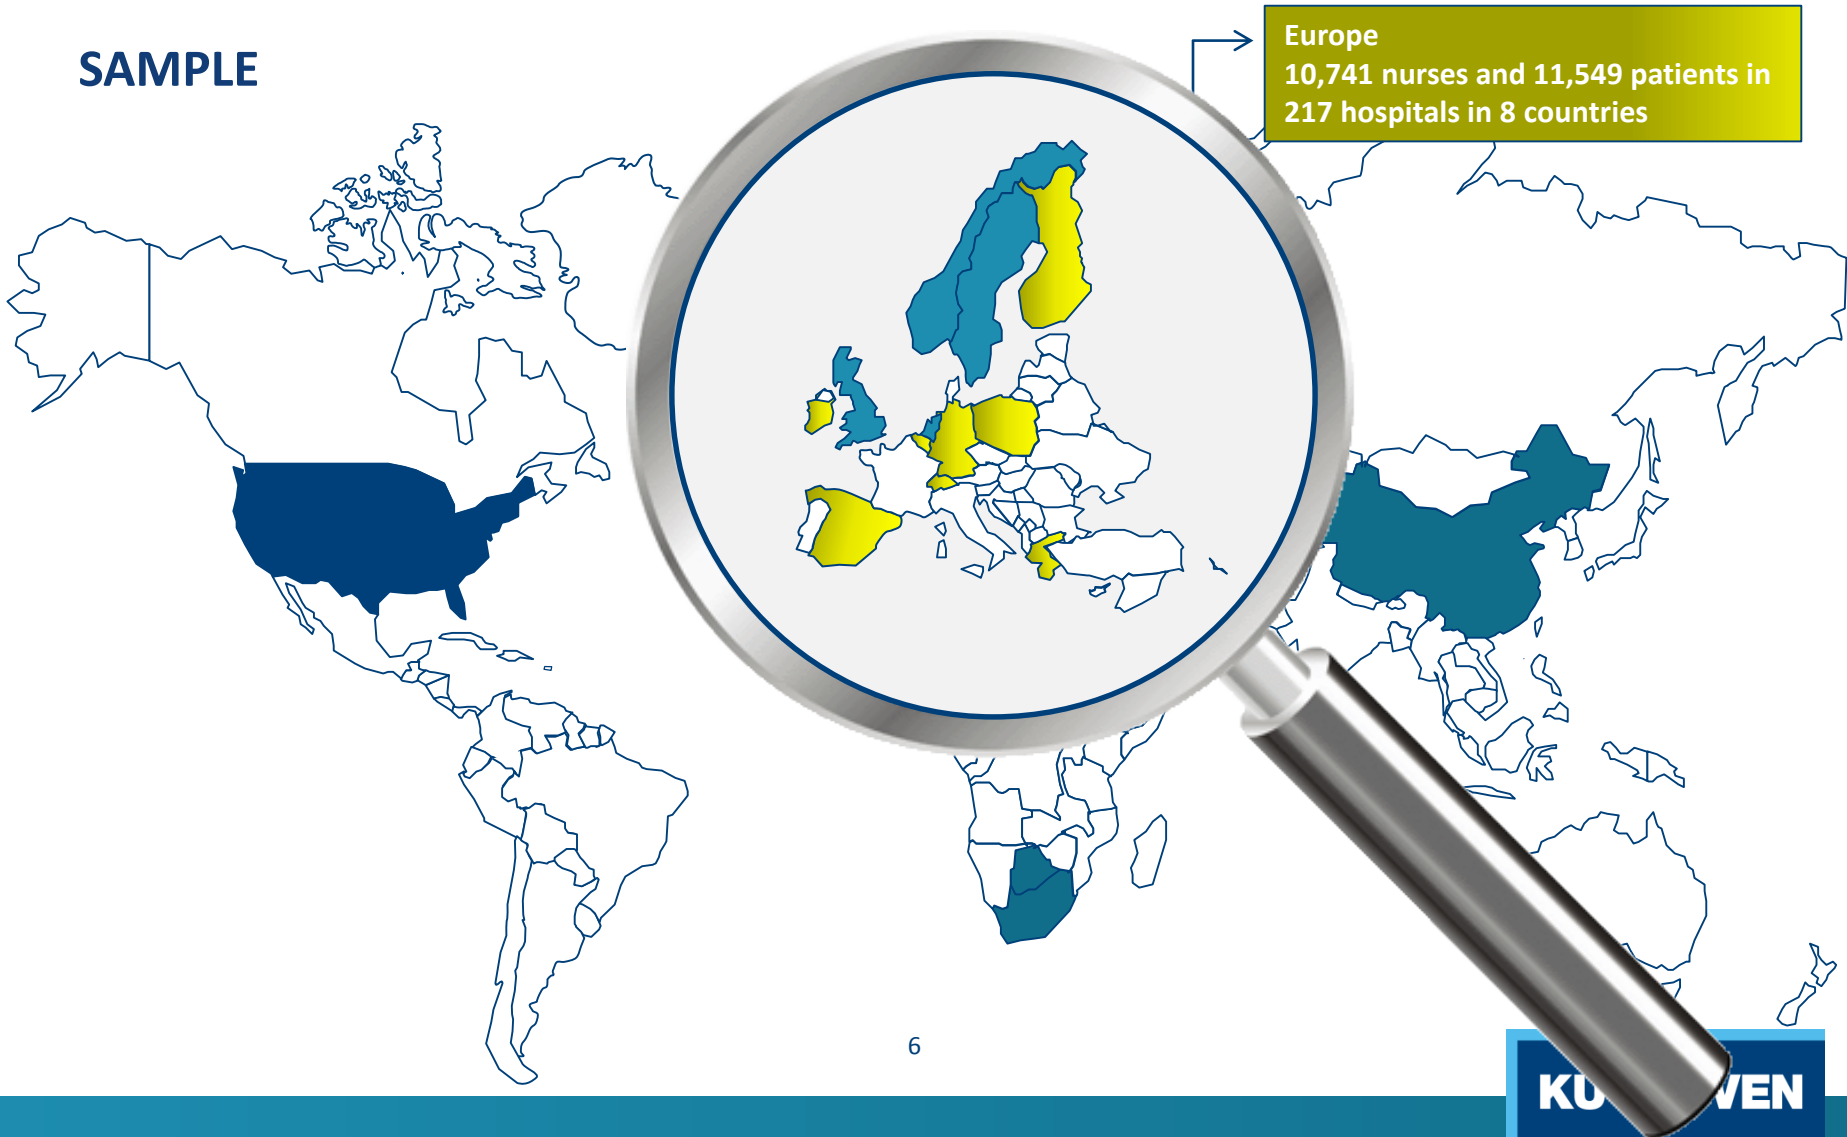 SAMPLE
Europe
10,741 nurses and 11,549 patients in
217 hospitals in 8 countries
6
KU VEN